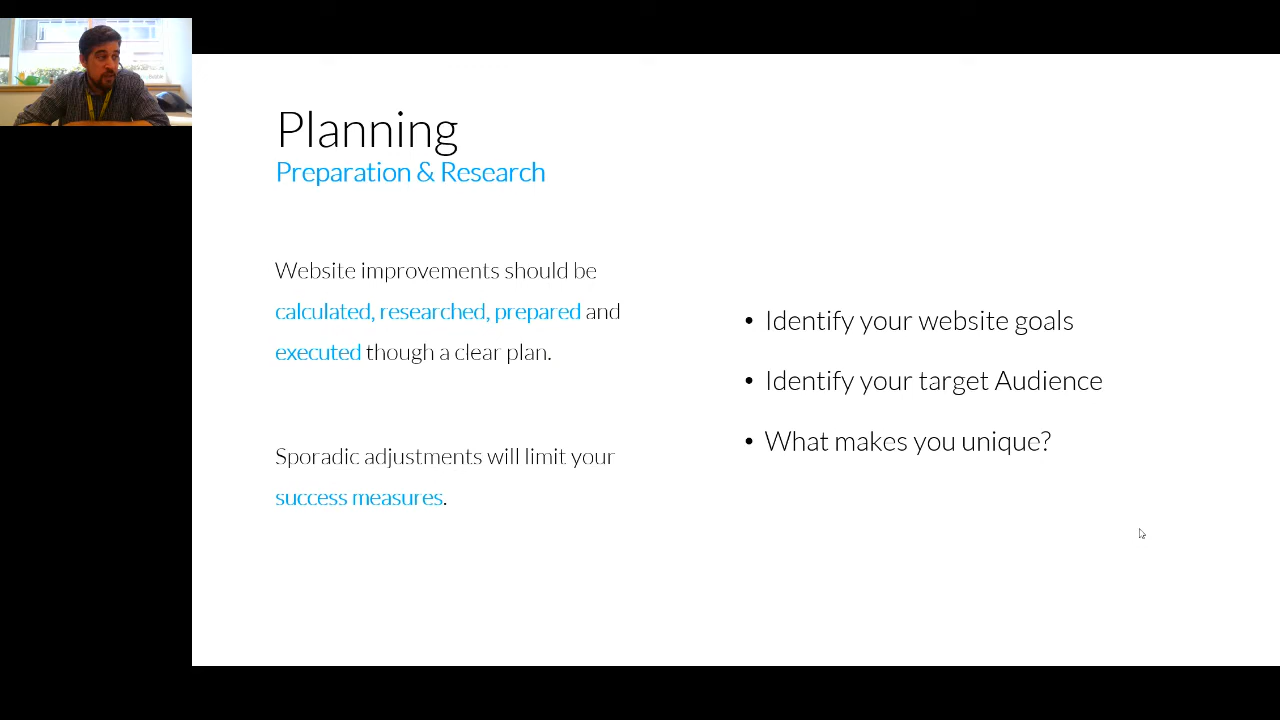 Planning
Preparation & Research
Website improvements should be
calculated, researched, prepared and
executed though a clear plan.
Sporadic adjustments will limit your
success measures.
• Identify your website goals
• Identify your target Audience
• What makes you unique?